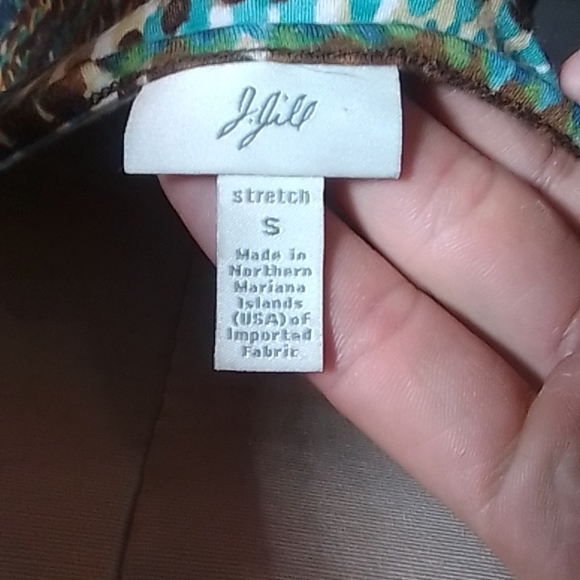 J.Jill
stretch
S
Made in
Northern
Mariana
Islands
(USA) of
Imported
Fabric